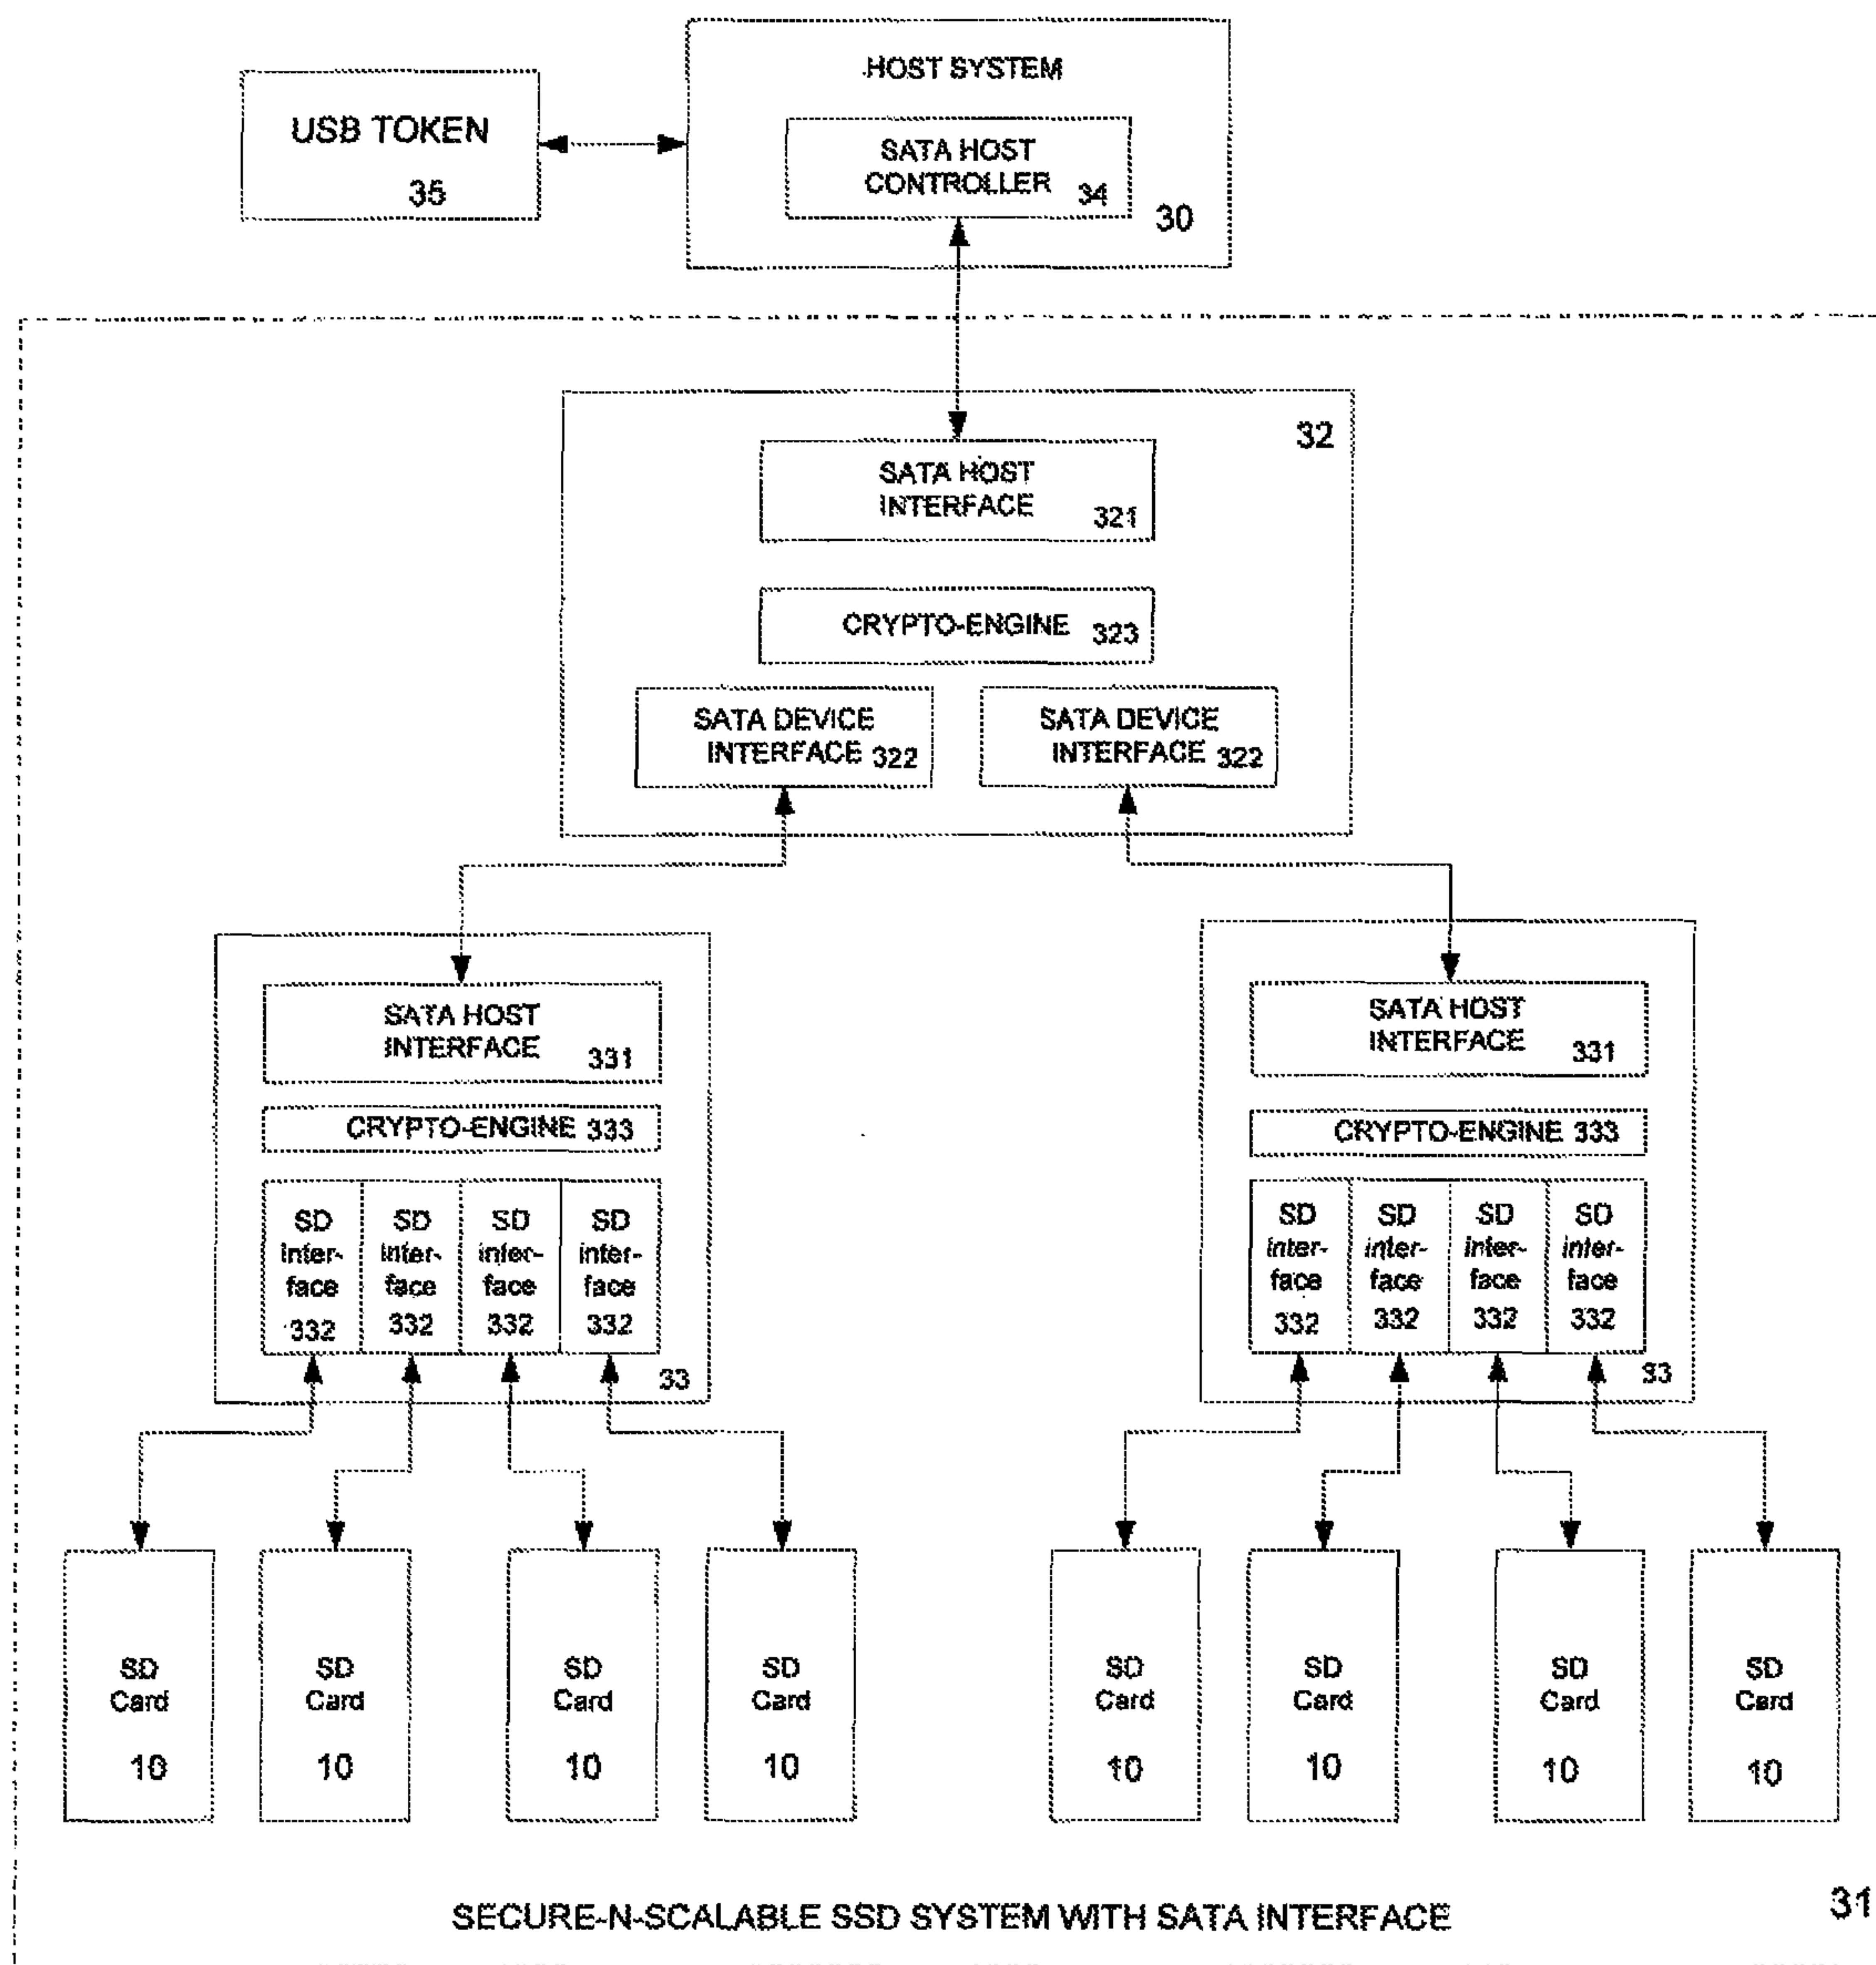 HOST SYSTEM
USB TOKEN
35
SATA HOST
CONTROLLER 34
30
32
SATA HOST
INTERFACE 321
CRYPTO-ENGINE 323
SATA DEVICE
INTERFACE 322
SATA DEVICE
INTERFACE 322
SATA HOST
INTERFACE 331
CRYPTO-ENGINE 333
SD
inter-
face
332
SD
inter-
face
332
SD
inter-
face
332
SD
inter-
face
332
33
SATA HOST
INTERFACE 331
CRYPTO-ENGINE 333
SD
inter-
face
332
SD
inter-
face
332
SD
inter-
face
332
SD
inter-
face
332
33
SD
Card
10
SD
Card
10
SD
Card
10
SD
Card
10
SD
Card
10
SD
Card
10
SD
Card
10
SD
Card
10
SECURE-N-SCALABLE SSD SYSTEM WITH SATA INTERFACE
31